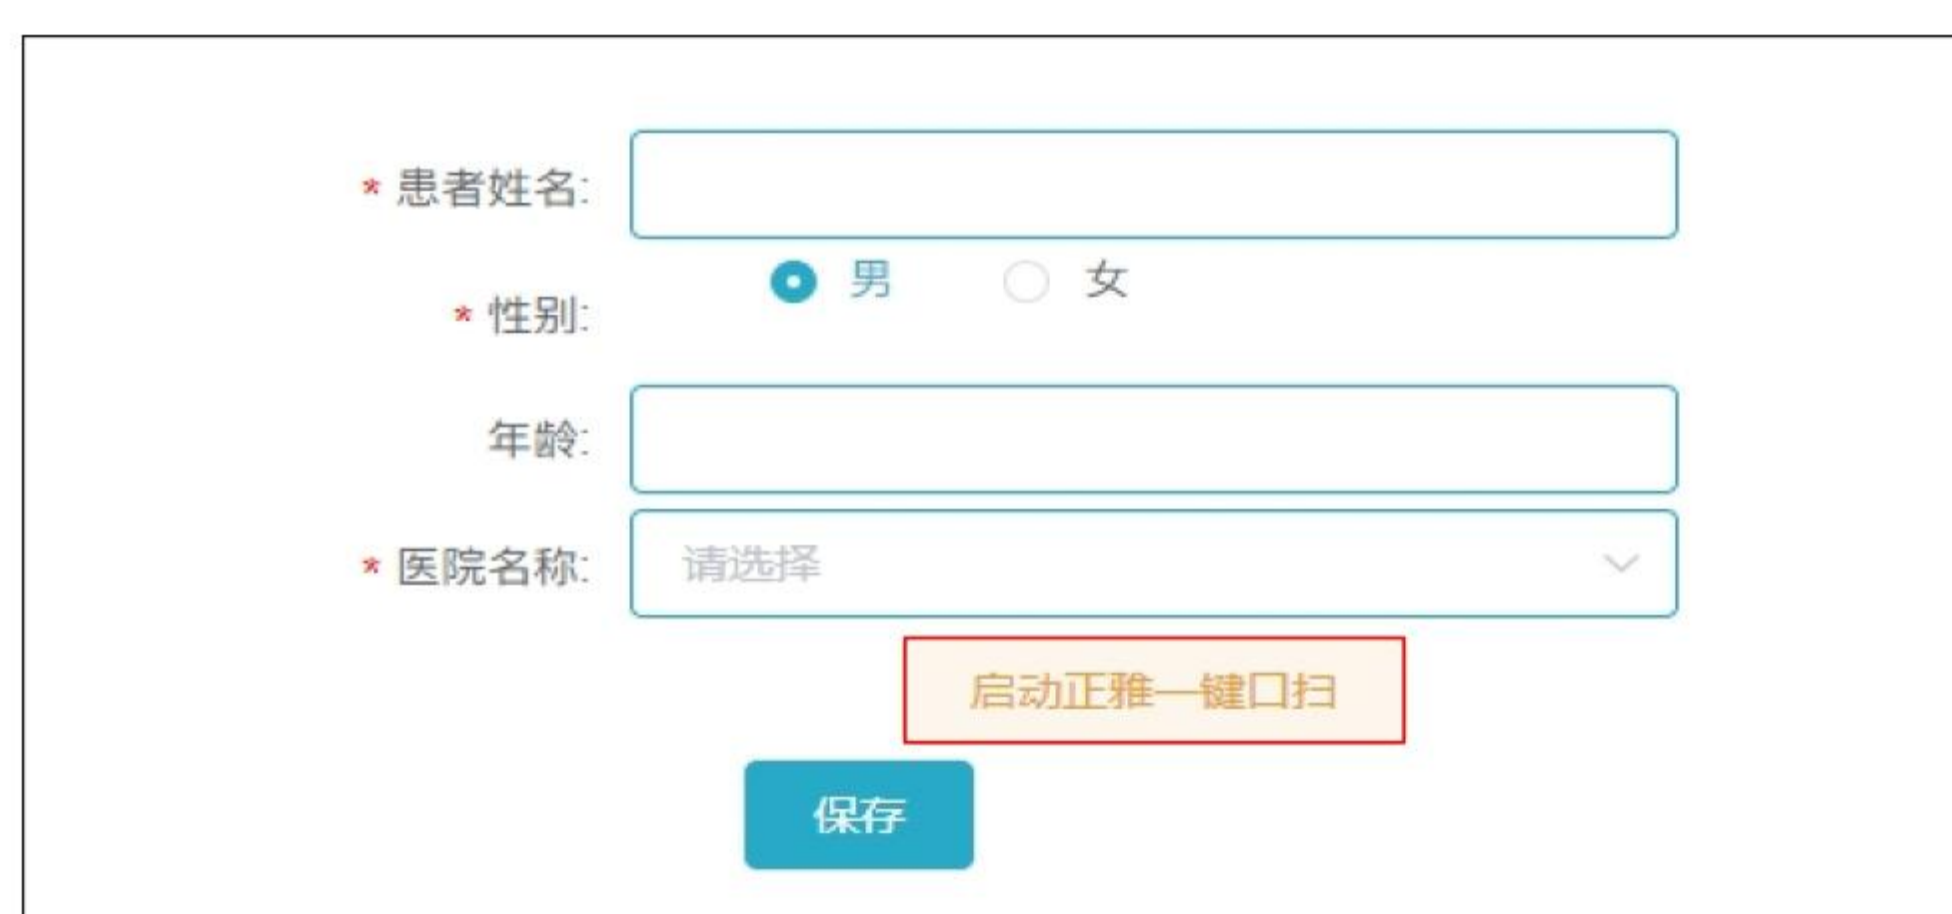 * 患者姓名:
男 女
* 性别:
年龄:
* 医院名称: 请选择
启动正雅一键口扫
保存